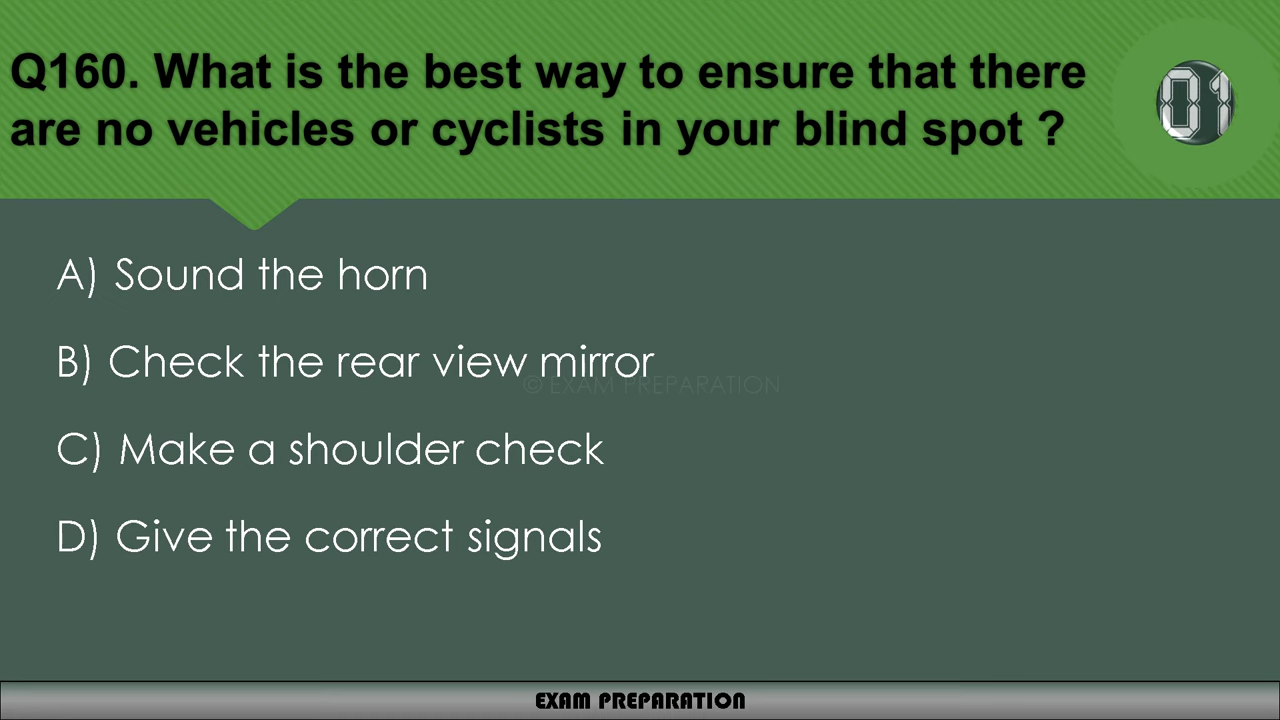 Q160. What is the best way to ensure that there
are no vehicles or cyclists in your blind spot ?
01
A) Sound the horn
B) Check the rear view mirror
© EXAM PREPARATION
C) Make a shoulder check
D) Give the correct signals
EXAM PREPARATION